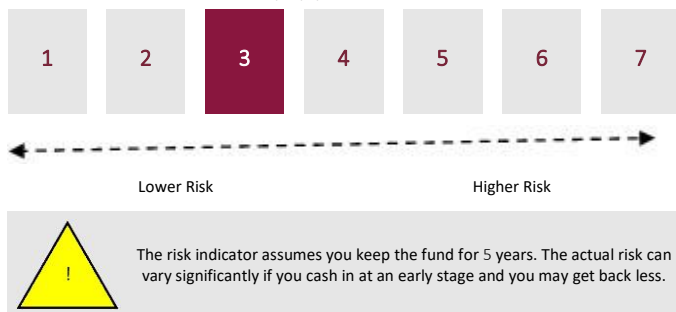 1 2 3 4 5 6 7
Lower Risk Higher Risk
! The risk indicator assumes you keep the fund for 5 years. The actual risk can
vary significantly if you cash in at an early stage and you may get back less.